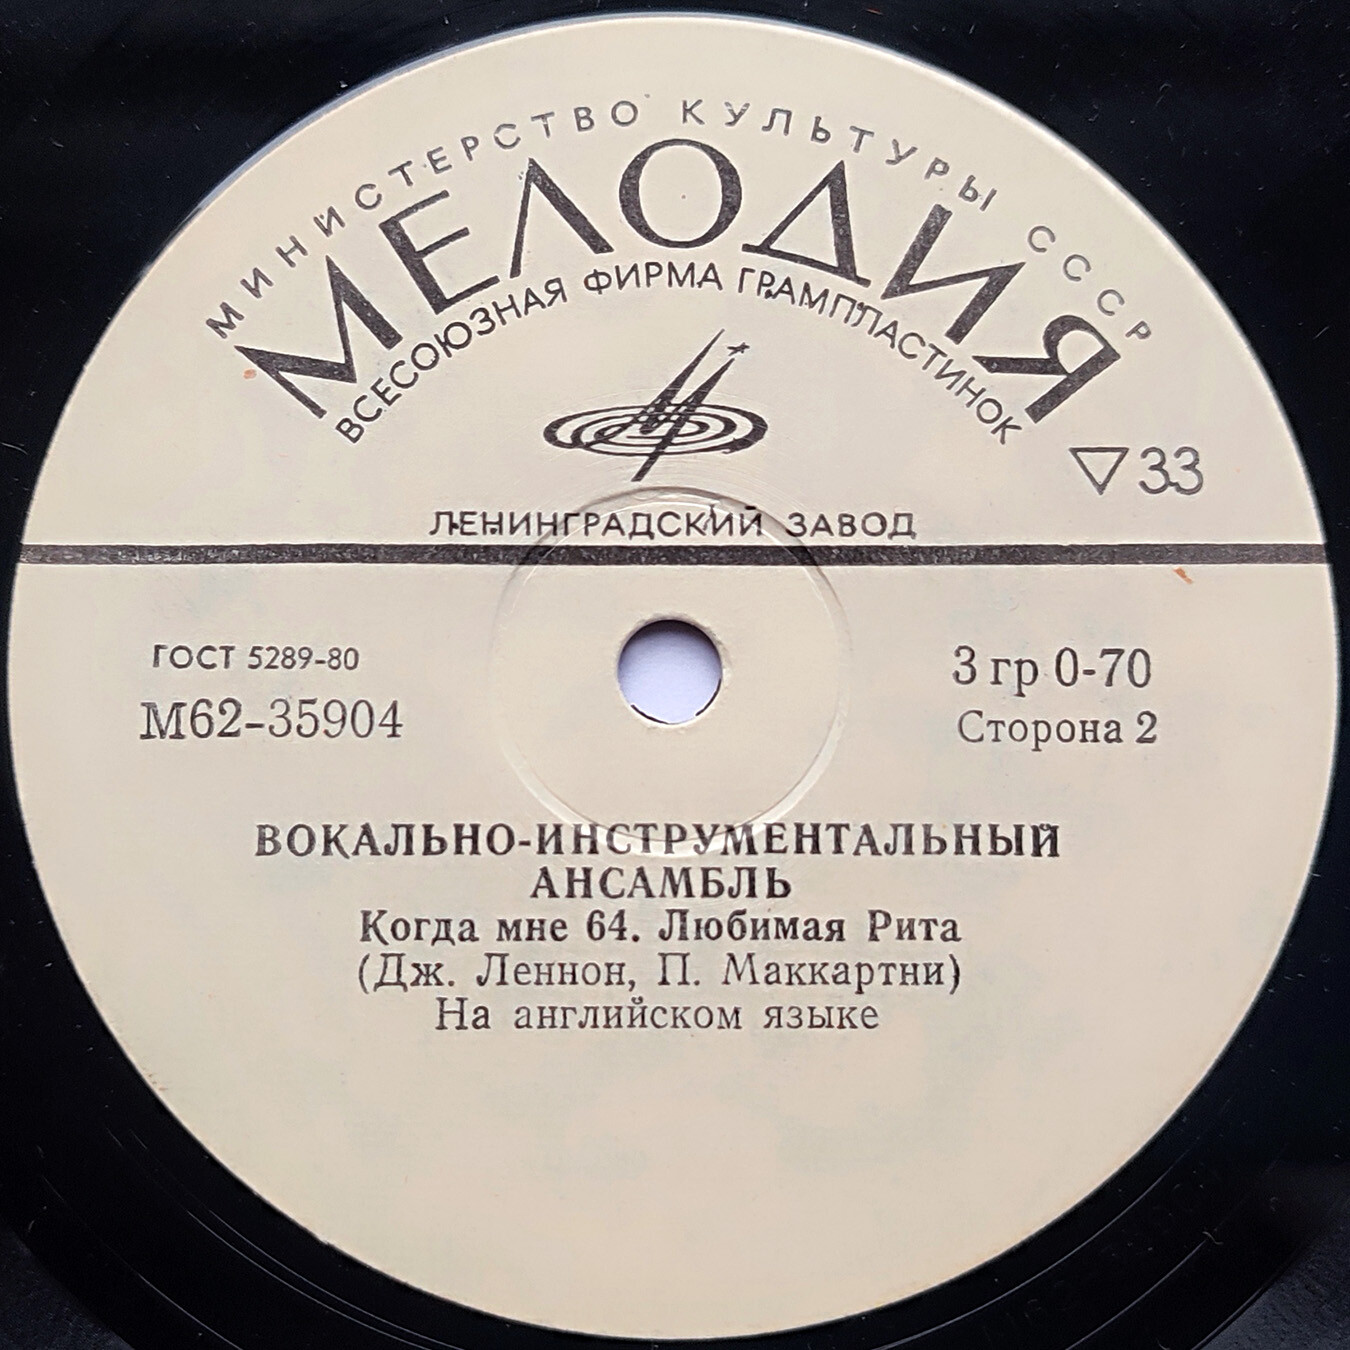 МИНИСТЕРСТВО КУЛЬТУРЫ СССР
МЕЛОДИЯ
ВСЕСОЮЗНАЯ ФИРМА ГРАМПЛАСТИНОК
▽33
ЛЕНИНГРАДСКИЙ ЗАВОД
ГОСТ 5289-80
М62-35904
3 гр 0-70
Сторона 2
ВОКАЛЬНО-ИНСТРУМЕНТАЛЬНЫЙ
АНСАМБЛЬ
Когда мне 64. Любимая Рита
(Дж. Леннон, П. Маккартни)
На английском языке